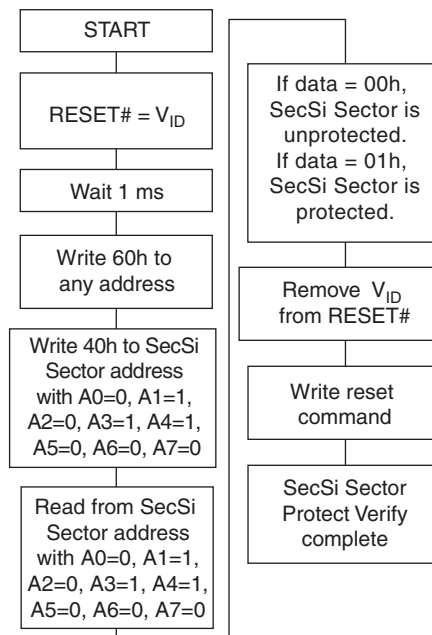 START
RESET# = VID
Wait 1 ms
Write 60h to
any address
Write 40h to SecSi
Sector address
with A0=0, A1=1,
A2=0, A3=1, A4=1,
A5=0, A6=0, A7=0
Read from SecSi
Sector address
with A0=0, A1=1,
A2=0, A3=1, A4=1,
A5=0, A6=0, A7=0
If data = 00h,
SecSi Sector is
unprotected.
If data = 01h,
SecSi Sector is
protected.
Remove VID
from RESET#
Write reset
command
SecSi Sector
Protect Verify
complete